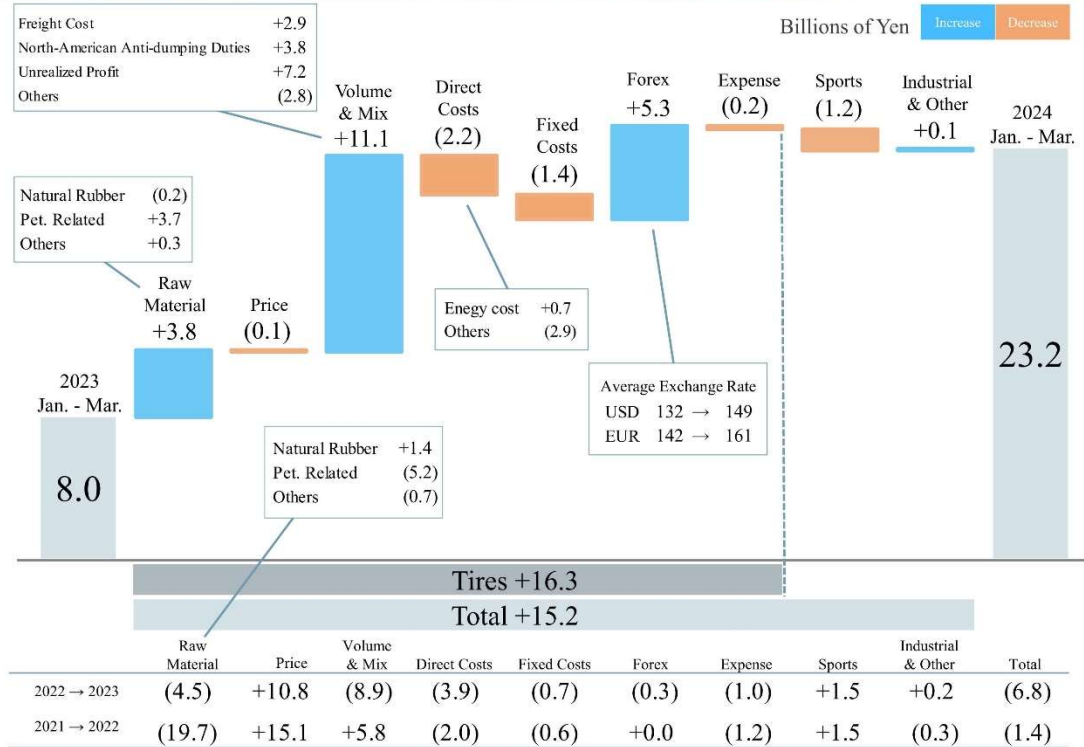 Billions of Yen
Increase
Decrease
Freight Cost +2.9
North-American Anti-dumping Duties +3.8
Unrealized Profit +7.2
Others (2.8)
Volume
& Mix
+11.1
Direct
Costs
(2.2)
Fixed
Costs
(1.4)
Forex
+5.3
Expense
(0.2)
Sports
(1.2)
Industrial
& Other
+0.1
2024
Jan. - Mar.
23.2
Natural Rubber (0.2)
Pet. Related +3.7
Others +0.3
Raw
Material
+3.8
Price
(0.1)
Enegy cost +0.7
Others (2.9)
Average Exchange Rate
USD 132 → 149
EUR 142 → 161
2023
Jan. - Mar.
8.0
Natural Rubber +1.4
Pet. Related (5.2)
Others (0.7)
Tires +16.3
Total +15.2
Raw Material Price Volume & Mix Direct Costs Fixed Costs Forex Expense Sports Industrial & Other Total
2022 → 2023 (4.5) +10.8 (8.9) (3.9) (0.7) (0.3) (1.0) +1.5 +0.2 (6.8)
2021 → 2022 (19.7) +15.1 +5.8 (2.0) (0.6) +0.0 (1.2) +1.5 (0.3) (1.4)